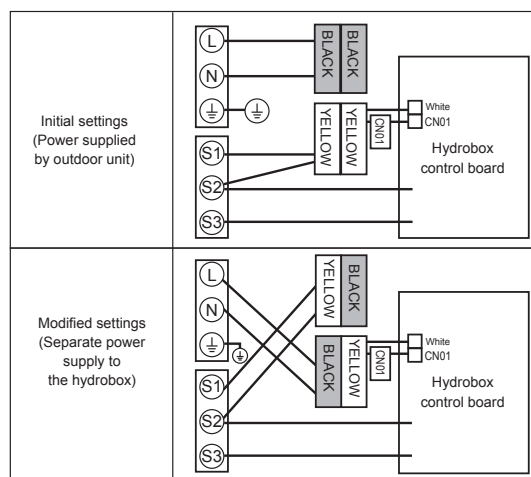 Initial settings
(Power supplied
by outdoor unit)
L
N
S1
S2
S3
BLACK
BLACK
YELLOW
YELLOW
CN01
White
CN01
Hydrobox
control board
Modified settings
(Separate power
supply to
the hydrobox)
L
N
S1
S2
S3
YELLOW
BLACK
BLACK
YELLOW
CN01
White
CN01
Hydrobox
control board